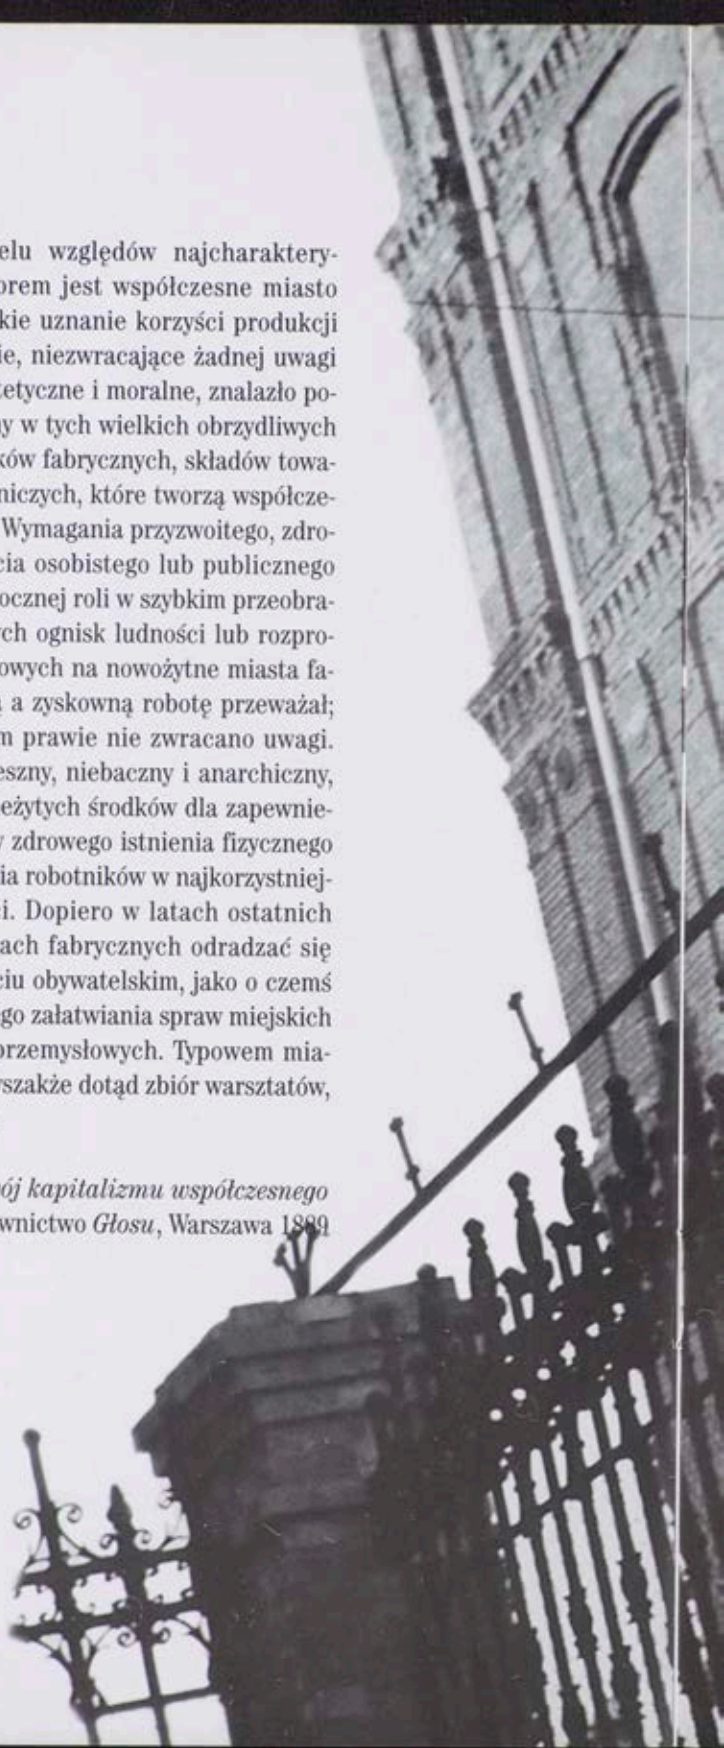 elu względów najcharaktery-
orem jest współczesne miasto
kie uznanie korzyści produkcji
ie, niezwracające żadnej uwagi
tetyczne i moralne, znalazło po-
y w tych wielkich obrzydliwych
ków fabrycznych, składów towa-
niczych, które tworzą współcze-
Wymagania przyzwoitego, zdro-
cia osobistego lub publicznego
ocznej roli w szybkim przeobra-
ch ognisk ludności lub rozpro-
owych na nowożytne miasta fa-
ą a zyskowną robotę przeważał;
m prawie nie zwracano uwagi.
eszny, niebaczny i anarchiczny,
eżytych środków dla zapewnie-
y zdrowego istnienia fizycznego
ia robotników w najkorzystniej-
i. Dopiero w latach ostatnich
ach fabrycznych odradzać się
ciu obywatelskim, jako o czemś
go załatwiania spraw miejskich
przemysłowych. Typowem mia-
szakże dotąd zbiór warsztatów,
ój kapitalizmu współczesnego
wnictwo Głosu, Warszawa